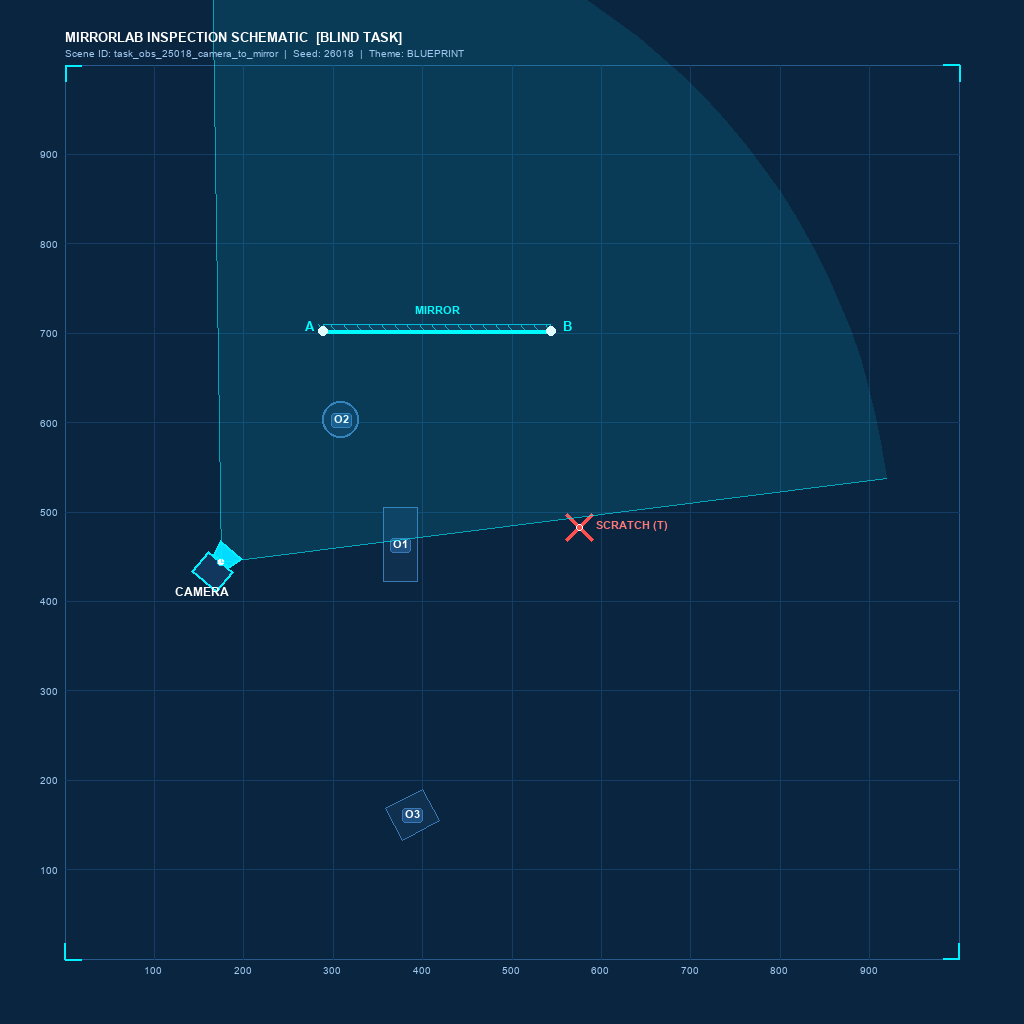 MIRRORLAB INSPECTION SCHEMATIC [BLIND TASK]
Scene ID: task_obs_25018_camera_to_mirror | Seed: 26018 | Theme: BLUEPRINT
900
800
MIRROR
A
B
700
O2
600
500
SCRATCH (T)
O1
CAMERA
400
300
200
O3
100
100 200 300 400 500 600 700 800 900